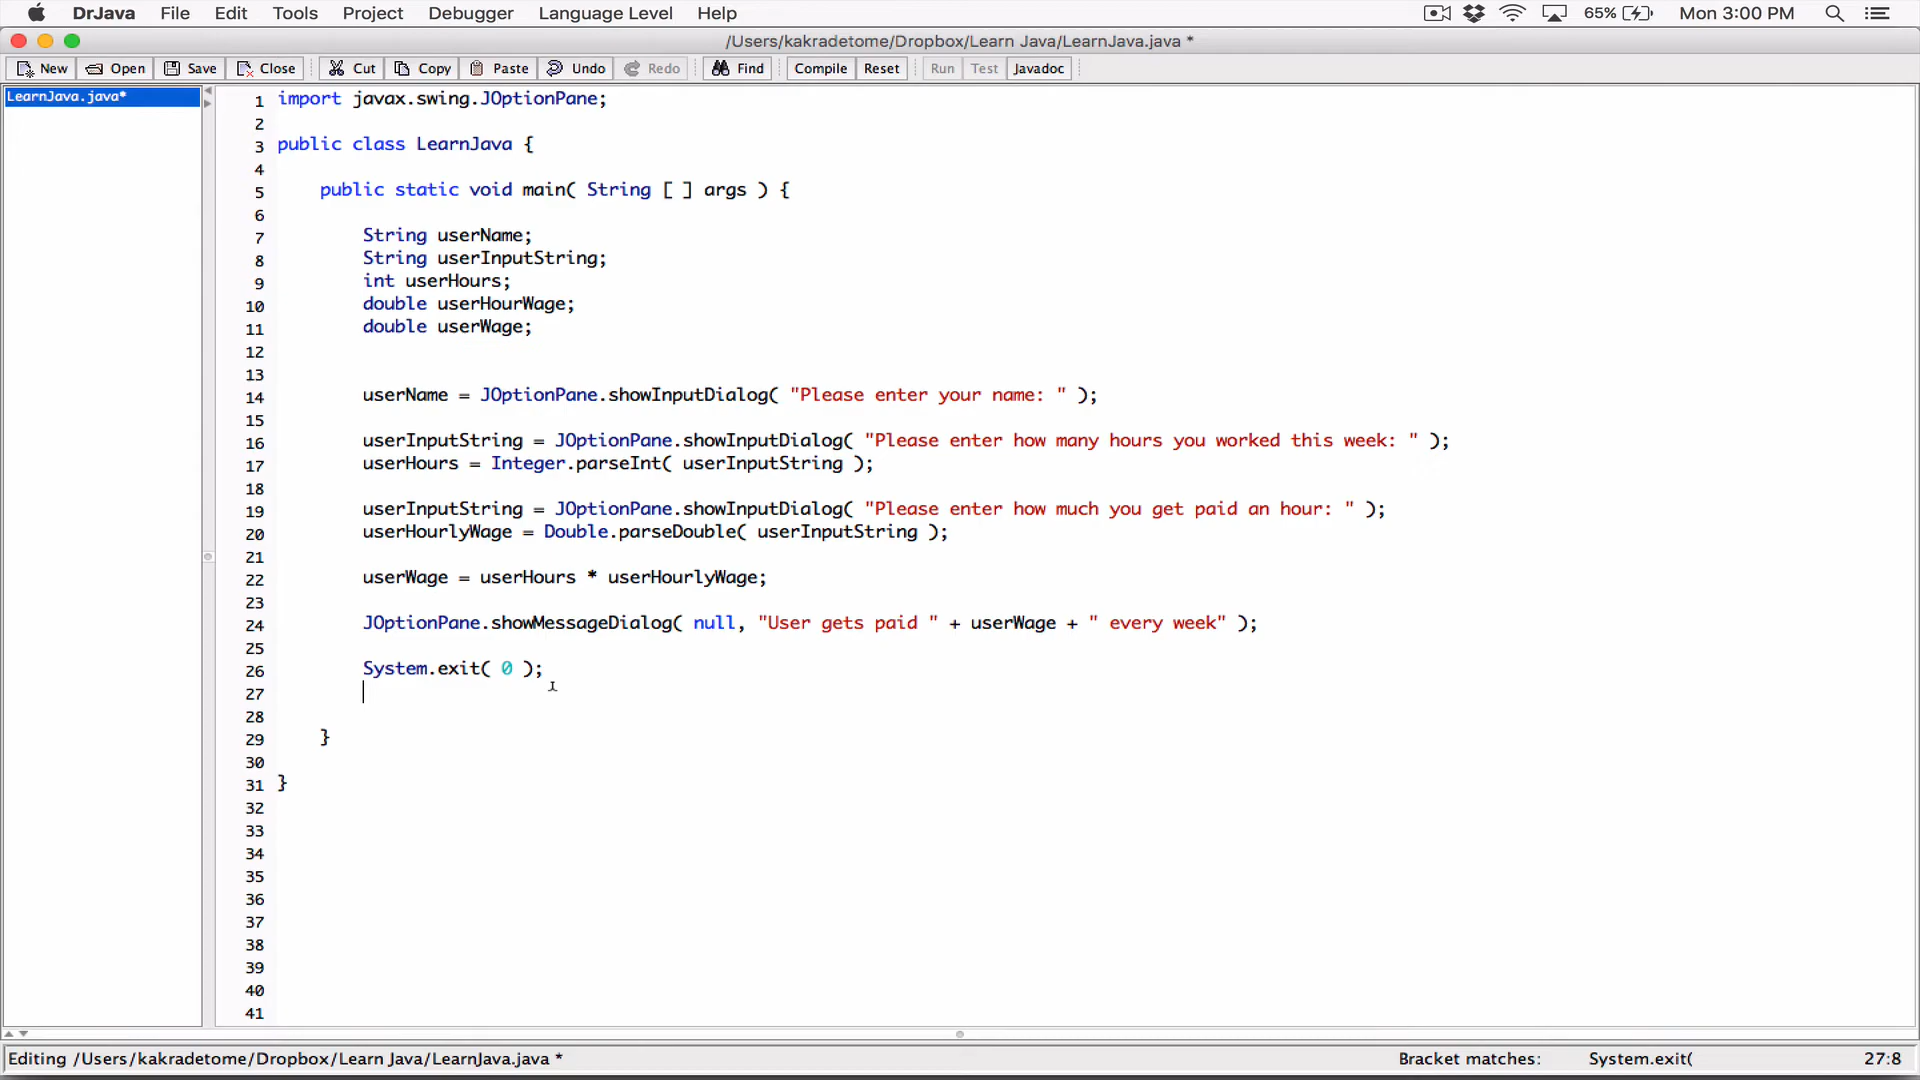 DrJava File Edit Tools Project Debugger Language Level Help 65% Mon 3:00 PM
/Users/kakradetome/Dropbox/Learn Java/LearnJava.java *
New Open Save Close Cut Copy Paste Undo Redo Find Compile Reset Run Test Javadoc
LearnJava.java*
1 import javax.swing.JOptionPane;
2
3 public class LearnJava {
4
5 public static void main( String [ ] args ) {
6
7 String userName;
8 String userInputString;
9 int userHours;
10 double userHourWage;
11 double userWage;
12
13
14 userName = JOptionPane.showInputDialog( "Please enter your name: " );
15
16 userInputString = JOptionPane.showInputDialog( "Please enter how many hours you worked this week: " );
17 userHours = Integer.parseInt( userInputString );
18
19 userInputString = JOptionPane.showInputDialog( "Please enter how much you get paid an hour: " );
20 userHourlyWage = Double.parseDouble( userInputString );
21
22 userWage = userHours * userHourlyWage;
23
24 JOptionPane.showMessageDialog( null, "User gets paid " + userWage + " every week" );
25
26 System.exit( 0 );
27
28
29 }
30
31 }
32
33
34
35
36
37
38
39
40
41
Editing /Users/kakradetome/Dropbox/Learn Java/LearnJava.java * Bracket matches: System.exit( 27:8